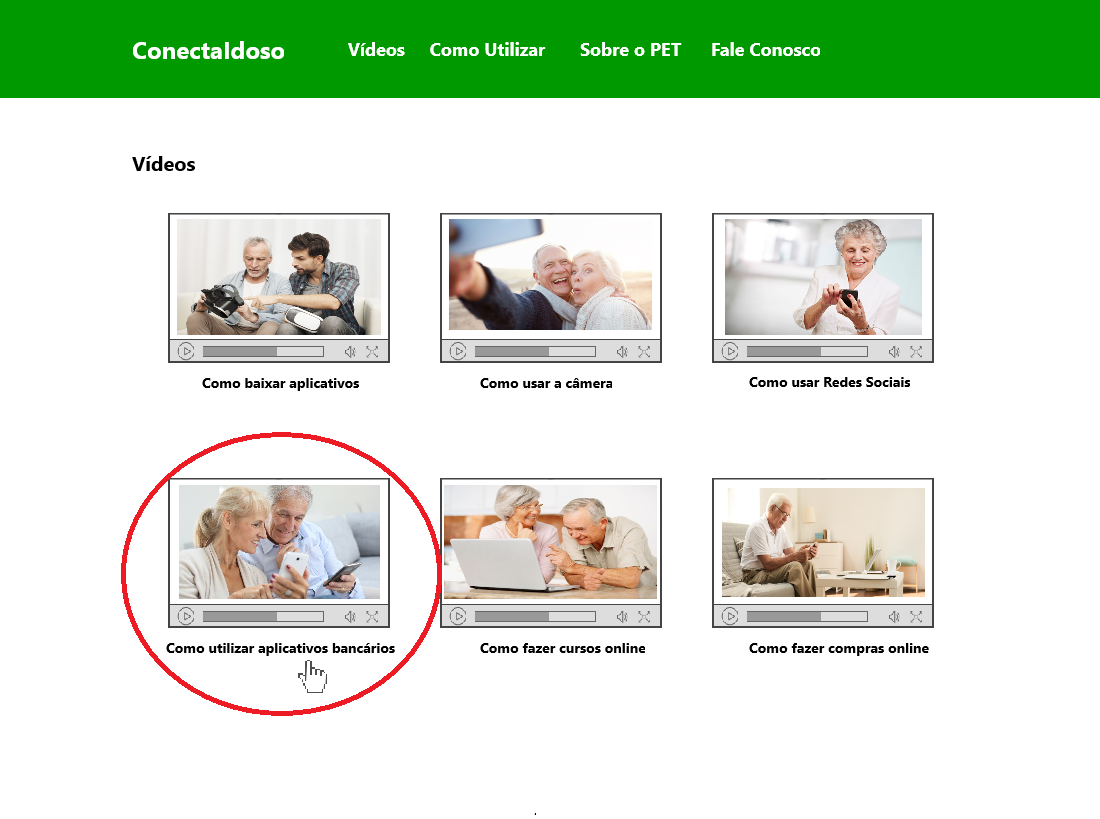 ConectaIdoso Vídeos Como Utilizar Sobre o PET Fale Conosco
Vídeos
Como baixar aplicativos Como usar a câmera Como usar Redes Sociais
Como utilizar aplicativos bancários Como fazer cursos online Como fazer compras online